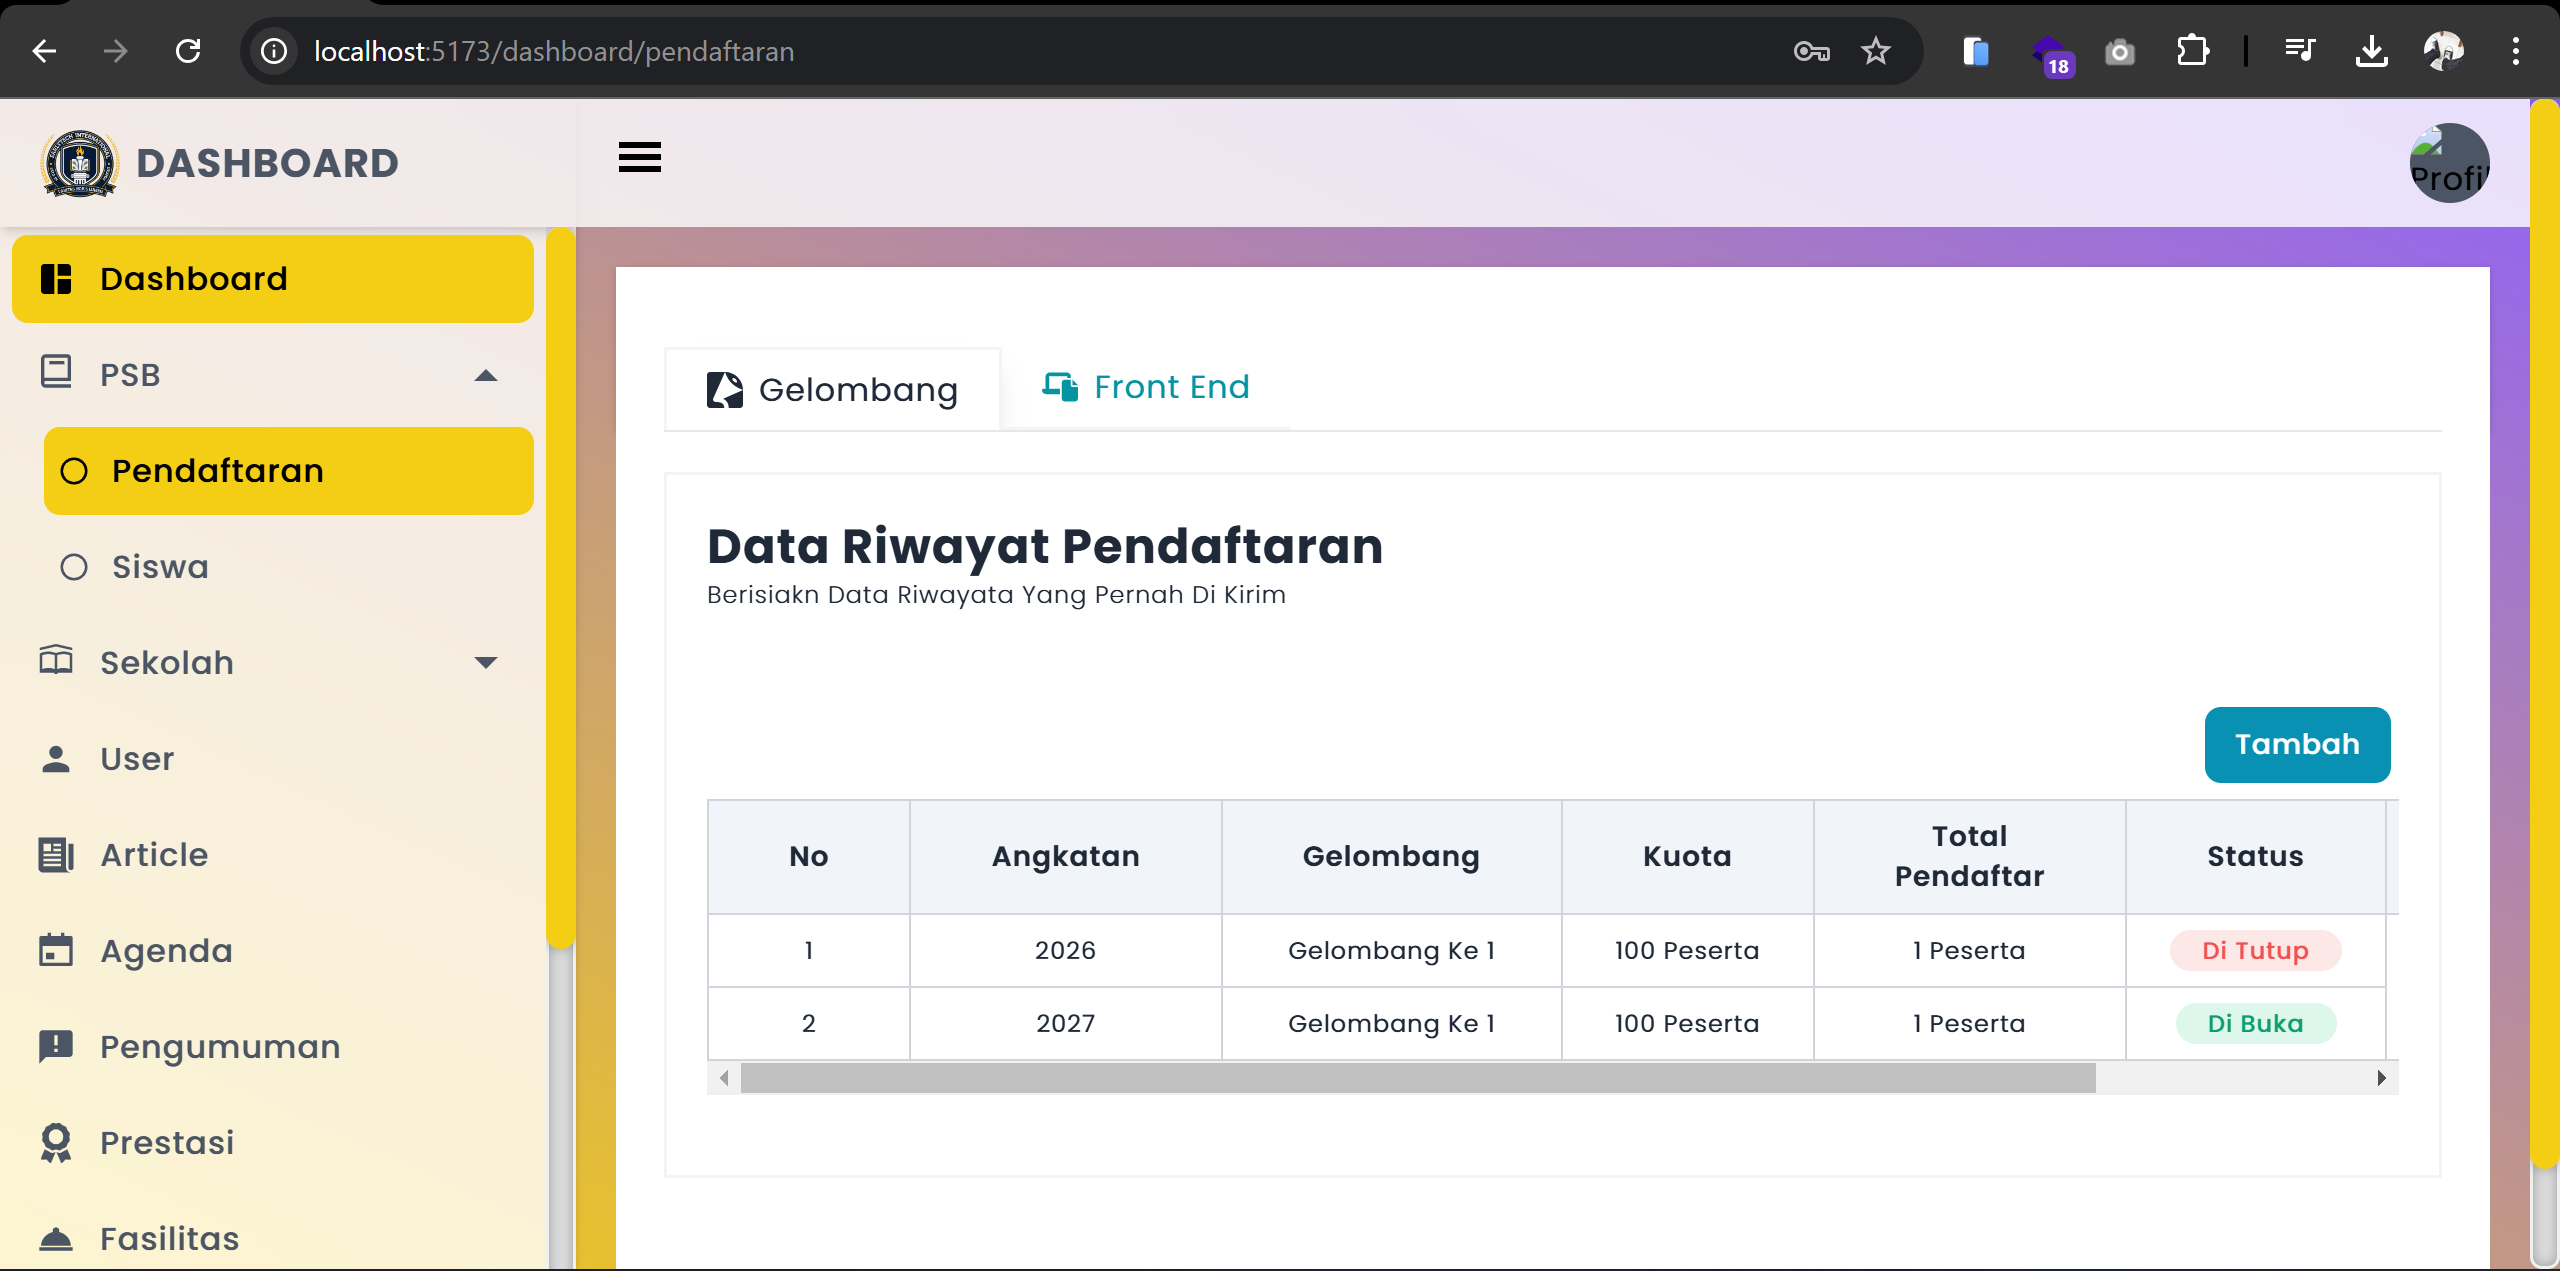 localhost:5173/dashboard/pendaftaran
18
DASHBOARD
Profil
Dashboard
PSB
Pendaftaran
Siswa
Sekolah
User
Article
Agenda
Pengumuman
Prestasi
Fasilitas
Gelombang
Front End
Data Riwayat Pendaftaran
Berisiakn Data Riwayata Yang Pernah Di Kirim
Tambah
No Angkatan Gelombang Kuota Total Pendaftar Status
1 2026 Gelombang Ke 1 100 Peserta 1 Peserta Di Tutup
2 2027 Gelombang Ke 1 100 Peserta 1 Peserta Di Buka